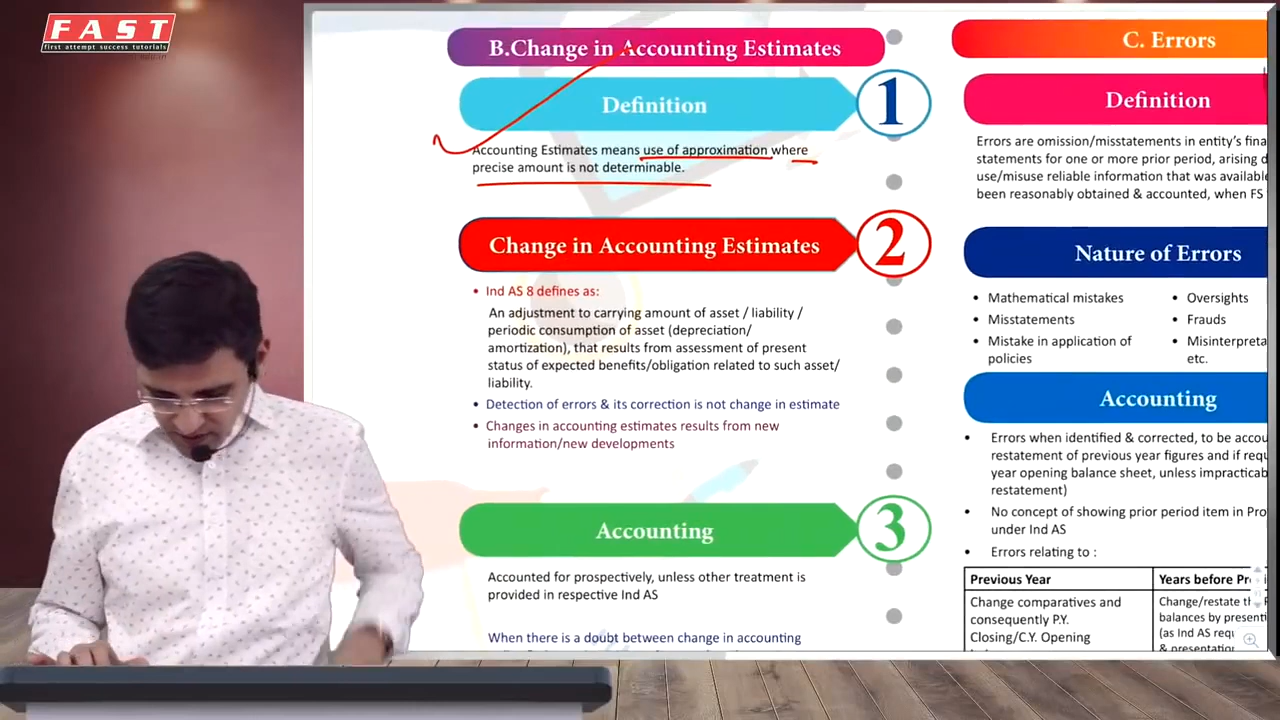 FAST
first attempt success tutorials
B.Change in Accounting Estimates
Definition
1
Accounting Estimates means use of approximation where
precise amount is not determinable.
Change in Accounting Estimates
2
• Ind AS 8 defines as:
An adjustment to carrying amount of asset / liability /
periodic consumption of asset (depreciation/
amortization), that results from assessment of present
status of expected benefits/obligation related to such asset/
liability.
• Detection of errors & its correction is not change in estimate
• Changes in accounting estimates results from new
information/new developments
Accounting
3
Accounted for prospectively, unless other treatment is
provided in respective Ind AS
When there is a doubt between change in accounting
C. Errors
Definition
Errors are omission/misstatements in entity's
statements for one or more prior period, arising
use/misuse reliable information that was available
been reasonably obtained & accounted, when FS
Nature of Errors
• Mathematical mistakes
• Misstatements
• Mistake in application of
policies
• Oversights
• Frauds
•
etc.
Accounting
• Errors when identified & corrected, to be
restatement of previous year figures and if
year opening balance sheet, unless
restatement)
• No concept of showing prior period item in
under Ind AS
• Errors relating to :
Previous Year
Years before
Change comparatives and
consequently P.Y.
Closing/C.Y. Opening
Change/restate
balances by
(as Ind AS
&